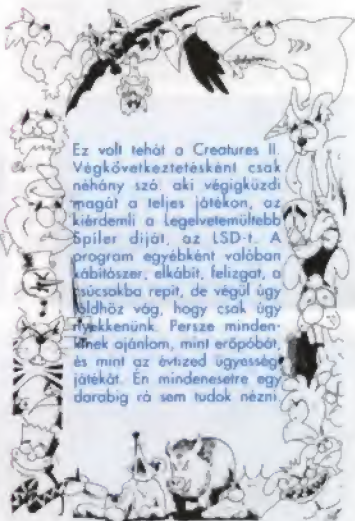 Ez volt tehát a Creatures II.
Végkövetkeztetésként csak
néhány szó: aki végigküzdi
magát a teljes játékon, az
kiérdemli a Legelvetemültebb
Spiler díját, az LSD-t. A
program egyébként valóban
kábítószer, elkábít, felizgat, a
csúcsokba repít, de végül úgy
földhöz vág, hogy csak úgy
nyekkenünk. Persze minden-
kinek ajánlom, mint erőpóbát,
és mint az évtized ügyességi
játékát. Én mindenesetre egy
darabig rá sem tudok nézni.